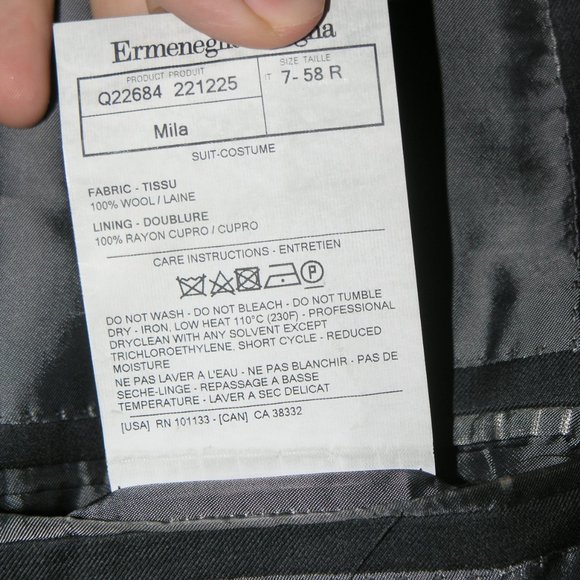 PRODUCT PRODUIT
Q22684 221225
Mila
SIZE TAILLE
IT 7- 58 R
SUIT-COSTUME
FABRIC - TISSU
100% WOOL / LAINE
LINING - DOUBLURE
100% RAYON CUPRO / CUPRO
CARE INSTRUCTIONS - ENTRETIEN
P
DO NOT WASH - DO NOT BLEACH - DO NOT TUMBLE
DRY - IRON, LOW HEAT 110°C (230F) - PROFESSIONAL
DRYCLEAN WITH ANY SOLVENT EXCEPT
TRICHLOROETHYLENE, SHORT CYCLE - REDUCED
MOISTURE
NE PAS LAVER A L'EAU - NE PAS BLANCHIR - PAS DE
SECHE-LINGE - REPASSAGE A BASSE
TEMPERATURE - LAVER A SEC DELICAT
[USA] RN 101133 - [CAN] CA 38332